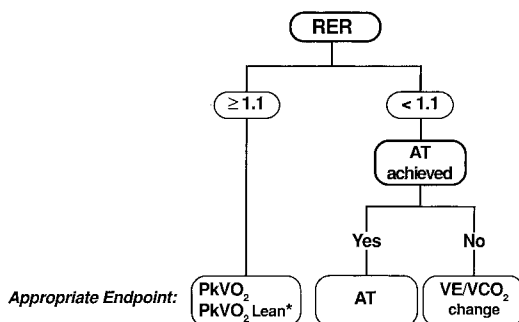 RER
≥ 1.1
< 1.1
AT
achieved
Yes
No
Appropriate Endpoint:
PkVO₂
PkVO₂ Lean*
AT
VE/VCO₂
change